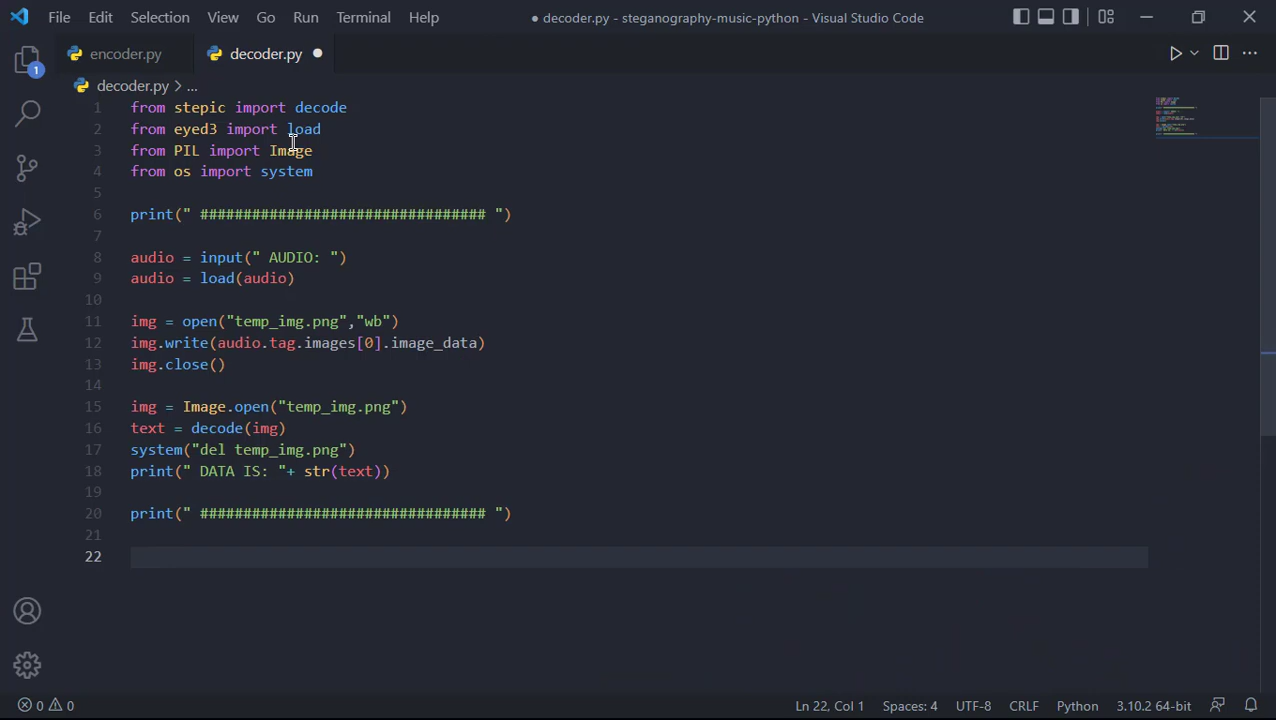 File Edit Selection View Go Run Terminal Help ● decoder.py - steganography-music-python - Visual Studio Code
encoder.py decoder.py
decoder.py > ...
1 from stepic import decode
2 from eyed3 import load
3 from PIL import Image
4 from os import system
5
6 print(" ################################# ")
7
8 audio = input(" AUDIO: ")
9 audio = load(audio)
10
11 img = open("temp_img.png","wb")
12 img.write(audio.tag.images[0].image_data)
13 img.close()
14
15 img = Image.open("temp_img.png")
16 text = decode(img)
17 system("del temp_img.png")
18 print(" DATA IS: "+ str(text))
19
20 print(" ################################# ")
21
22
1
0 0 Ln 22, Col 1 Spaces: 4 UTF-8 CRLF Python 3.10.2 64-bit